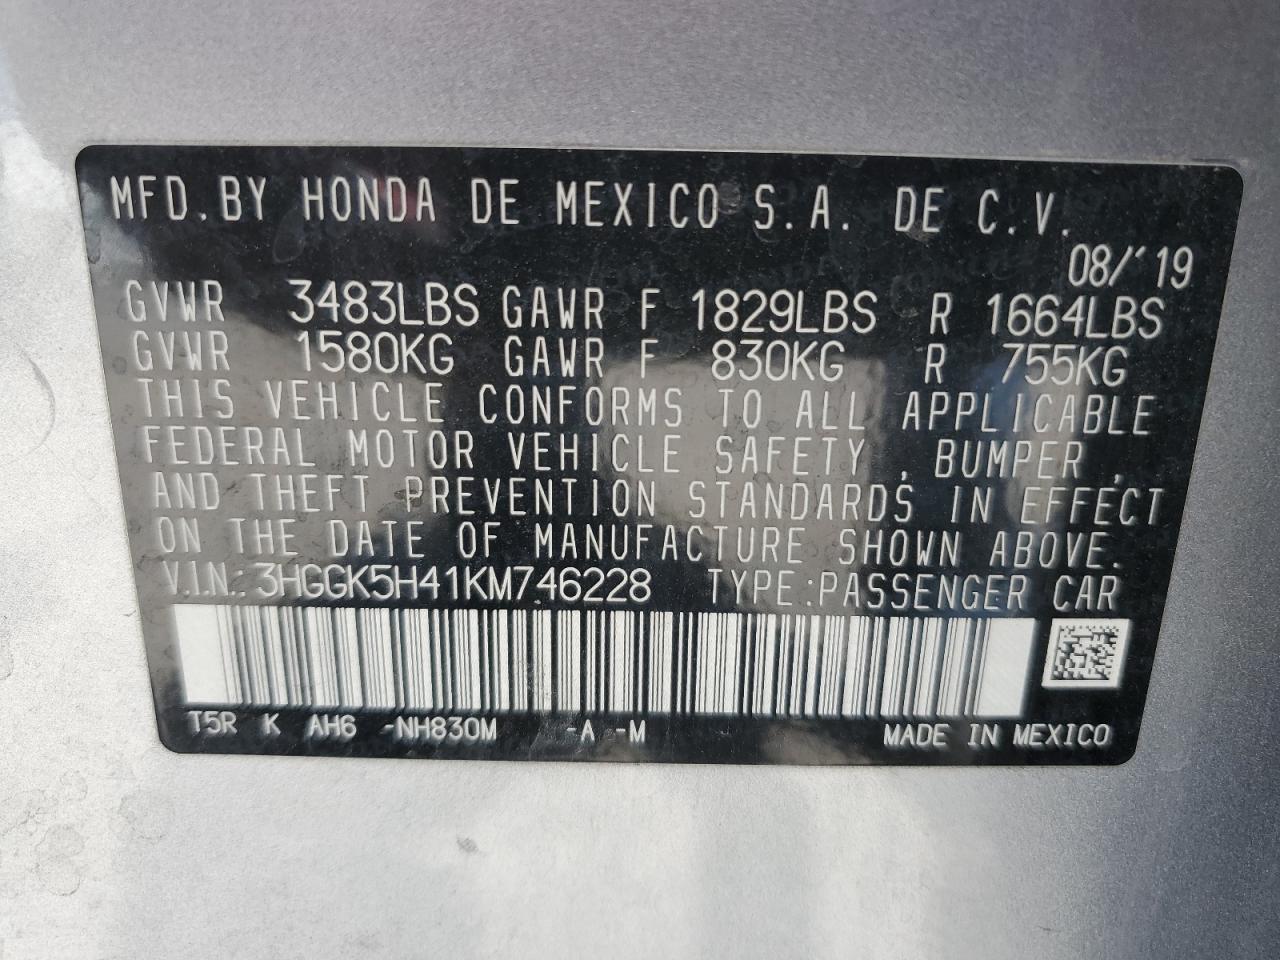 MFD. BY HONDA DE MEXICO S.A. DE C.V.
08/'19
GVWR 3483LBS GAWR F 1829LBS R 1664LBS
GVWR 1580KG GAWR F 830KG R 755KG
THIS VEHICLE CONFORMS TO ALL APPLICABLE
FEDERAL MOTOR VEHICLE SAFETY , BUMPER ,
AND THEFT PREVENTION STANDARDS IN EFFECT
ON THE DATE OF MANUFACTURE SHOWN ABOVE.
V.I.N.: 3HGGK5H41KM746228 TYPE:PASSENGER CAR
T5R K AH6 -NH830M -A -M MADE IN MEXICO